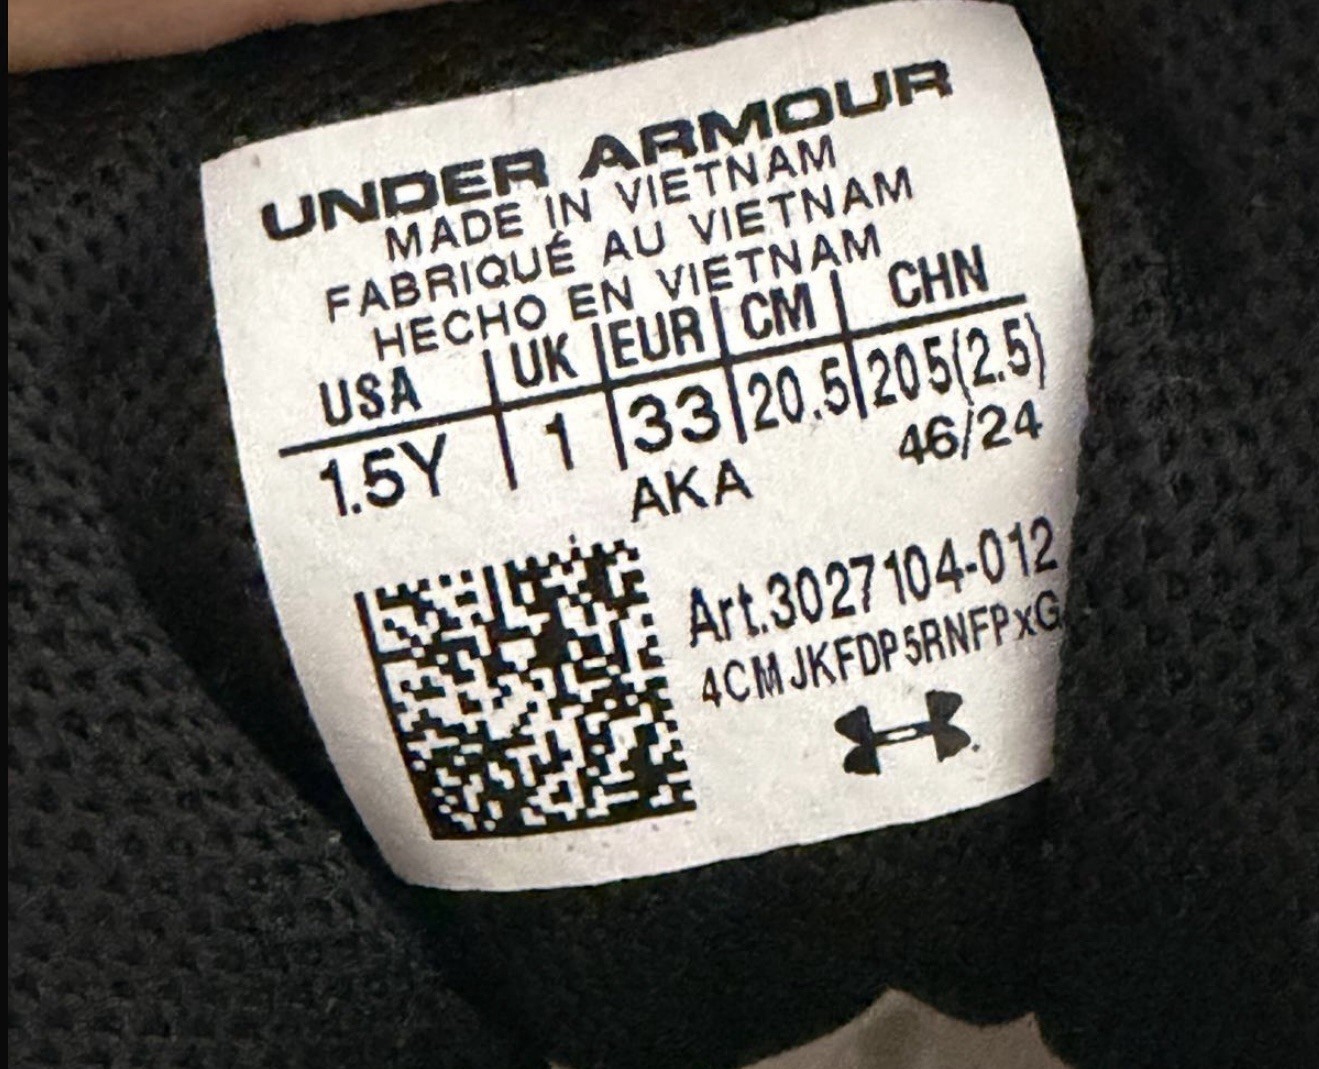 UNDER ARMOUR
MADE IN VIETNAM
FABRIQUÉ AU VIETNAM
HECHO EN VIETNAM
USA UK EUR CM CHN
1.5Y 1 33 20.5 205(2.5)
AKA 46/24
Art.3027104-012
4CMJKFDP5RNFPxG